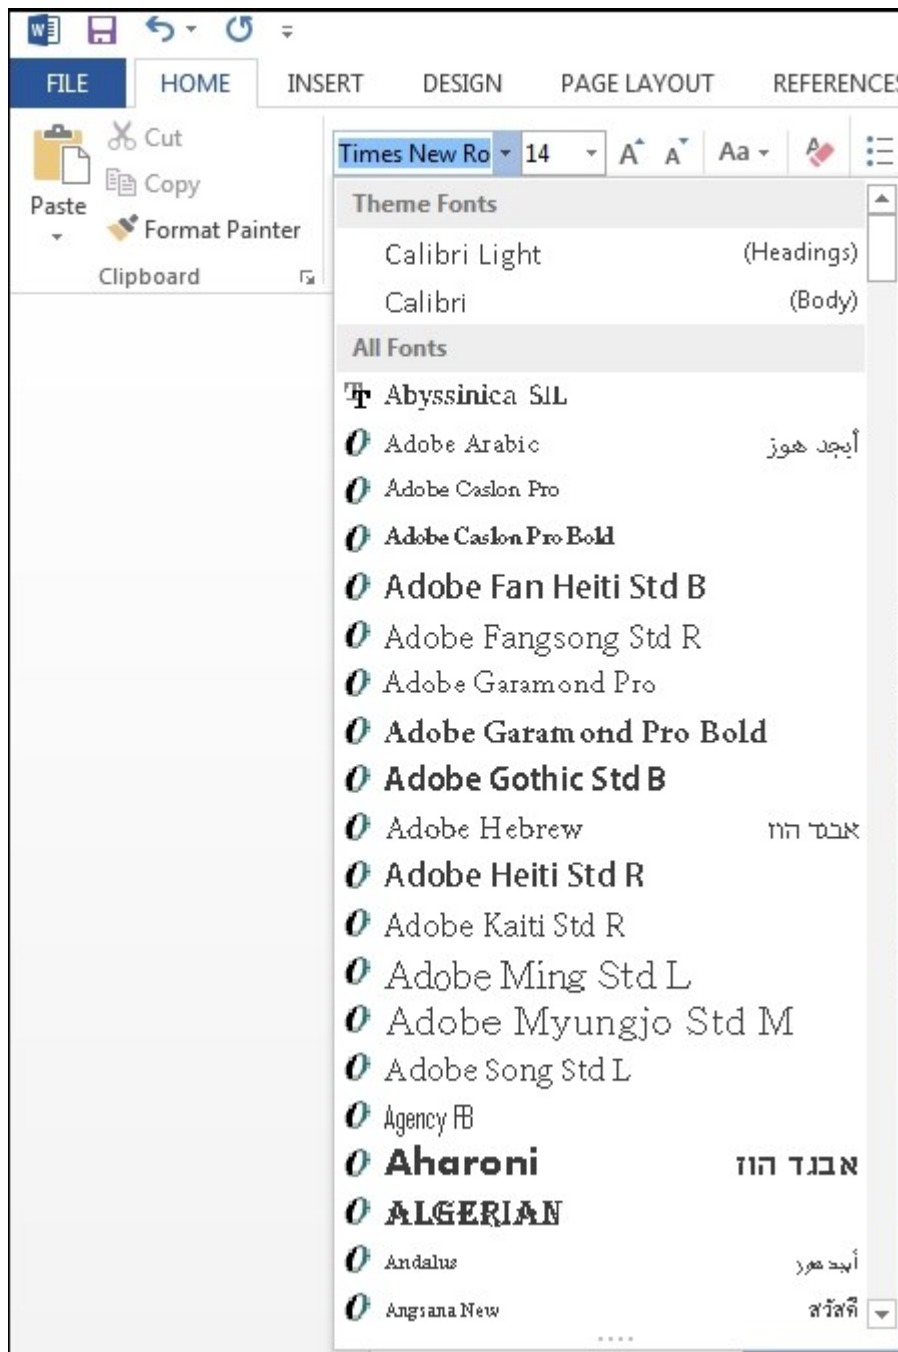 FILE HOME INSERT DESIGN PAGE LAYOUT REFERENCES
Cut
Copy
Paste
Format Painter
Clipboard
Times New Ro 14 Aa
Theme Fonts
Calibri Light (Headings)
Calibri (Body)
All Fonts
Abyssinica SIL
Adobe Arabic أبجد هوز
Adobe Caslon Pro
Adobe Caslon Pro Bold
Adobe Fan Heiti Std B
Adobe Fangsong Std R
Adobe Garamond Pro
Adobe Garamond Pro Bold
Adobe Gothic Std B
Adobe Hebrew אבגד הוז
Adobe Heiti Std R
Adobe Kaiti Std R
Adobe Ming Std L
Adobe Myungjo Std M
Adobe Song Std L
Agency FB
Aharoni אבגד הוז
ALGERIAN
Andalus أبجد هوز
Angsana New สวัสดี